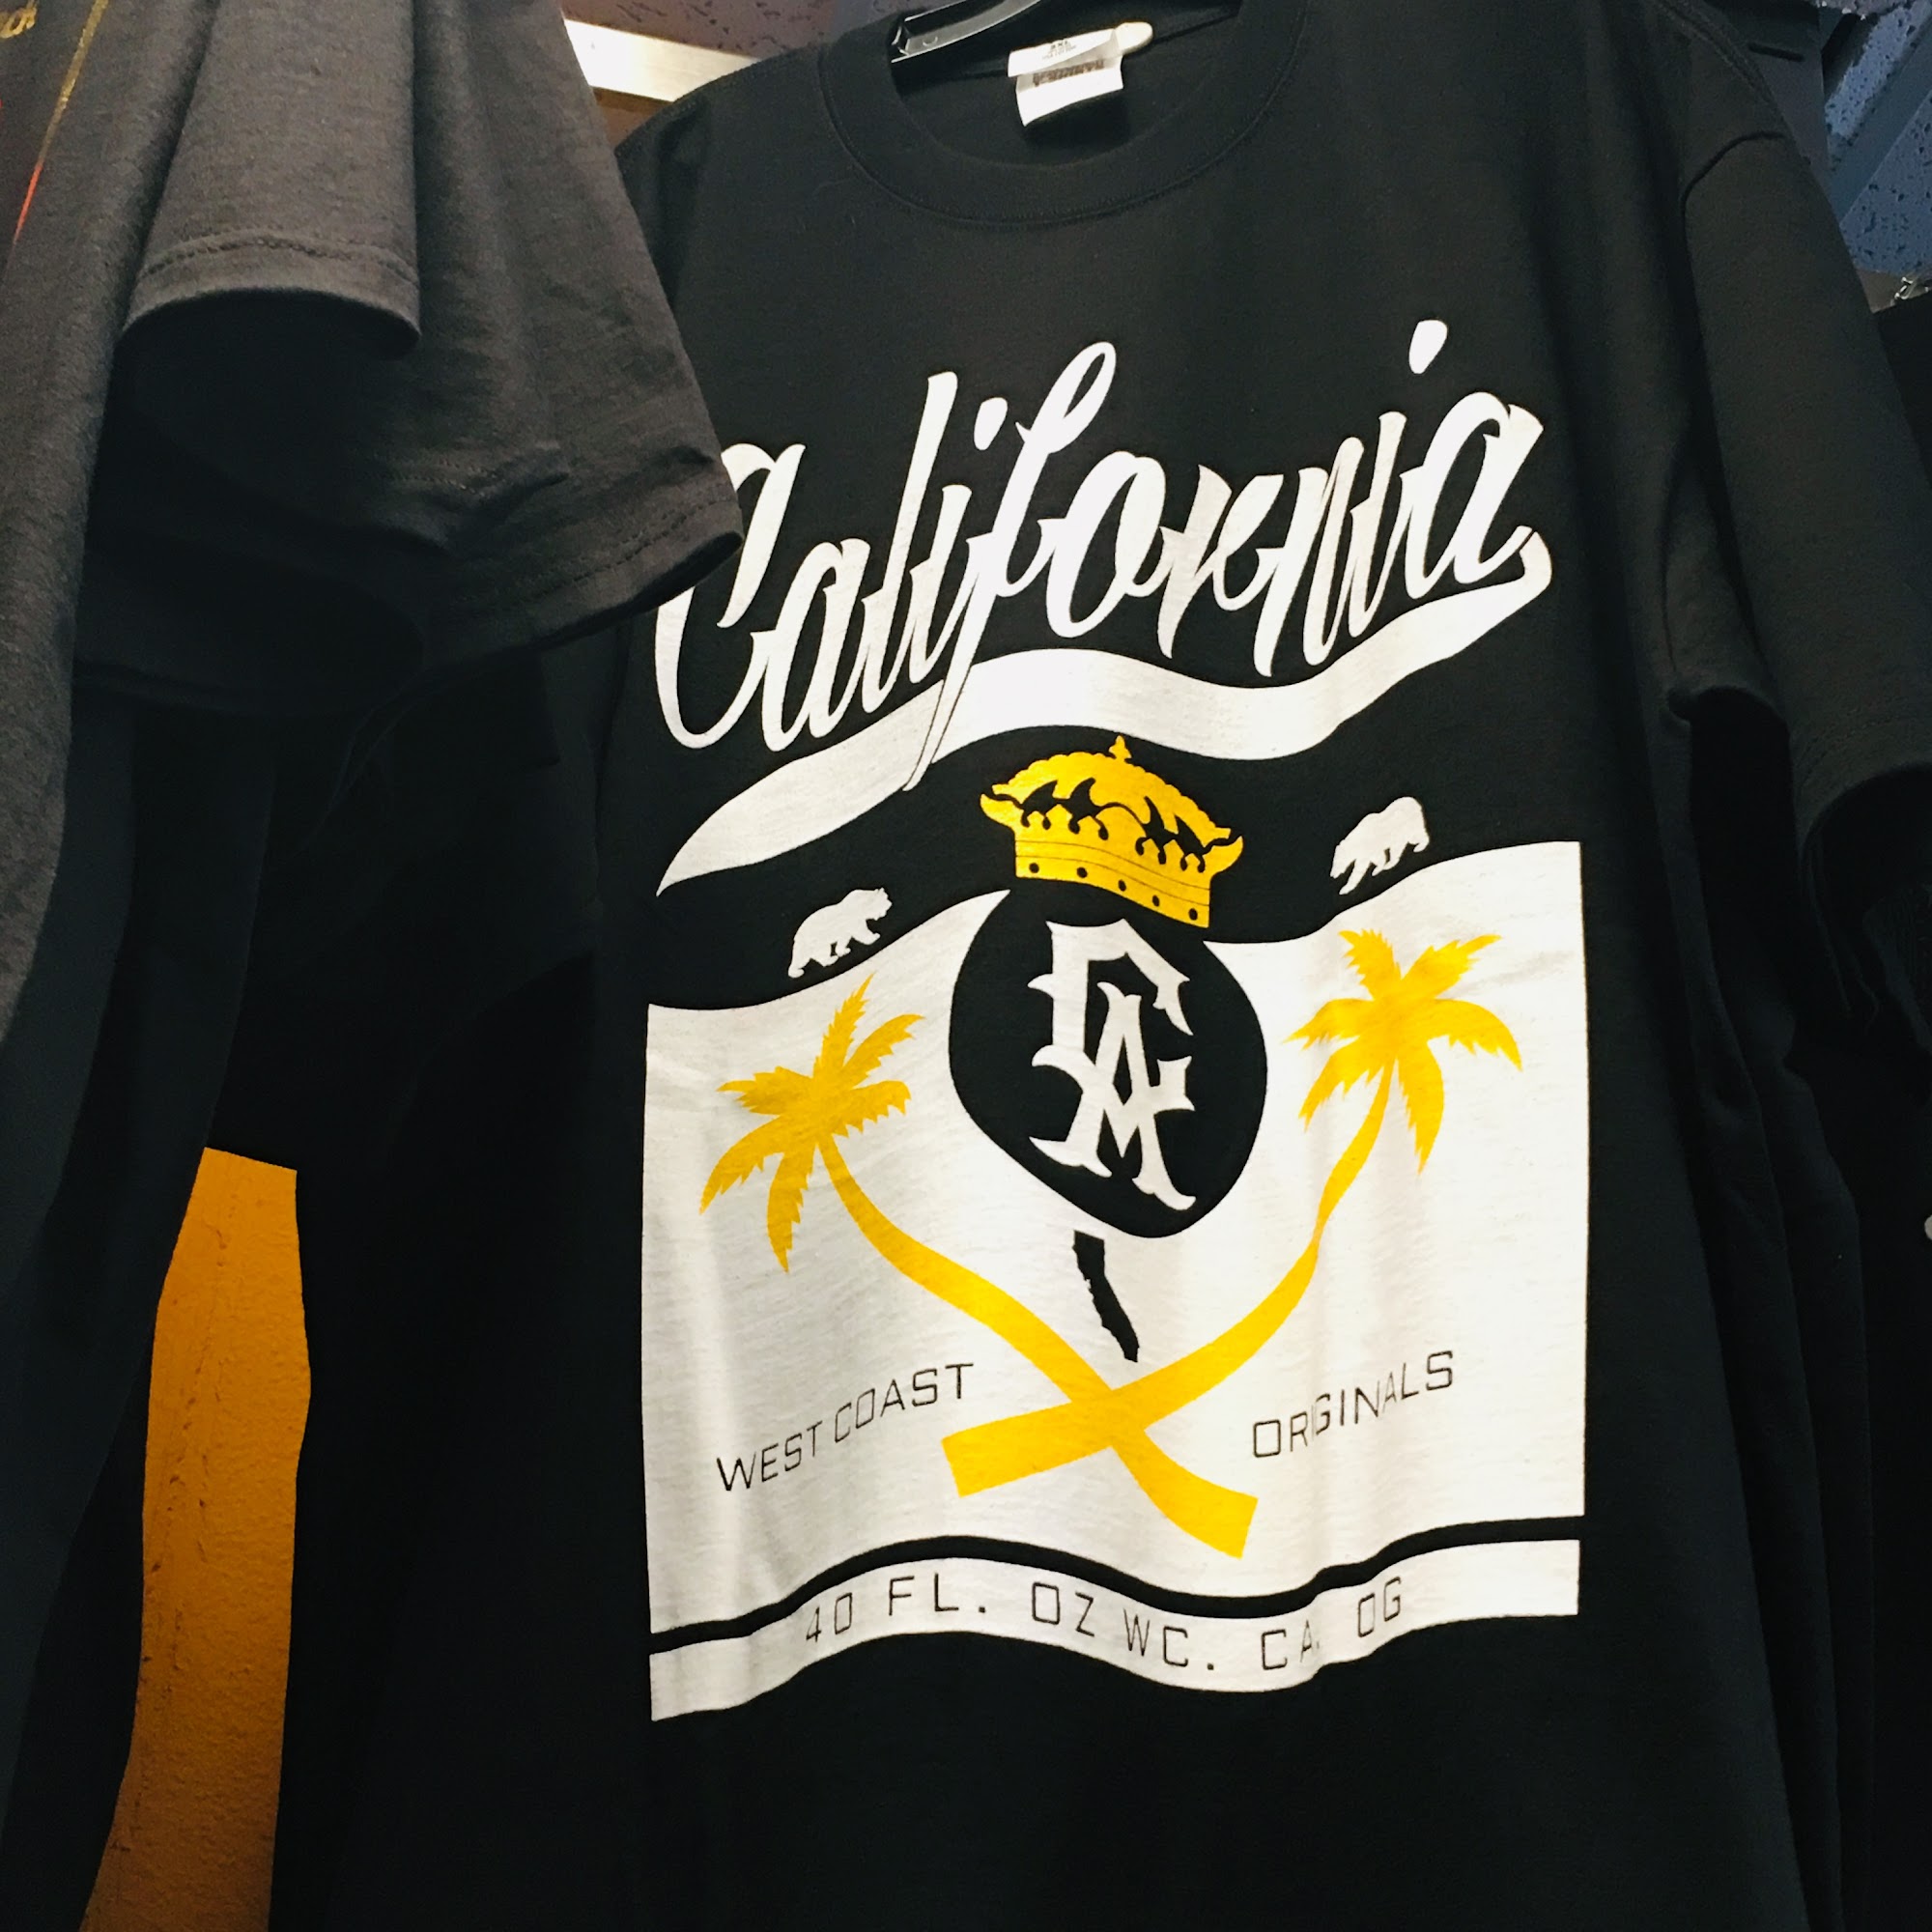 California
CA
WEST COAST
ORIGINALS
40 FL. OZ WC. CA. OG